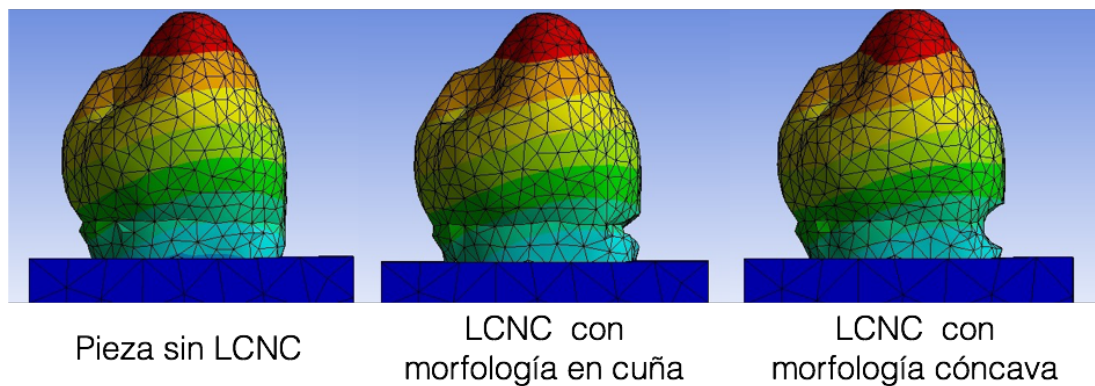 Pieza sin LCNC
LCNC con
morfología en cuña
LCNC con
morfología cóncava